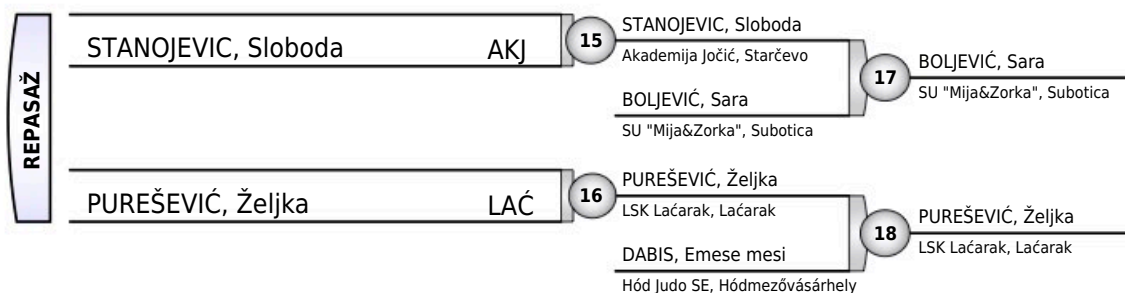 REPASAŽ
STANOJEVIC, Sloboda AKJ
15
STANOJEVIC, Sloboda
Akademija Jočić, Starčevo
BOLJEVIĆ, Sara
SU "Mija&Zorka", Subotica
17
BOLJEVIĆ, Sara
SU "Mija&Zorka", Subotica
PUREŠEVIĆ, Željka LAĆ
16
PUREŠEVIĆ, Željka
LSK Laćarak, Laćarak
DABIS, Emese mesi
Hód Judo SE, Hódmezővásárhely
18
PUREŠEVIĆ, Željka
LSK Laćarak, Laćarak